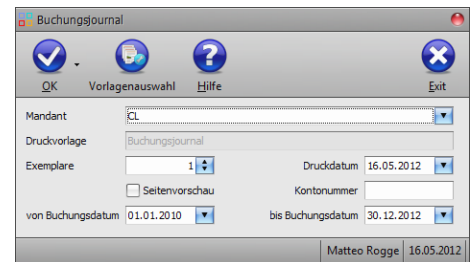 Buchungsjournal
OK Vorlagenauswahl Hilfe Exit
Mandant CL
Druckvorlage Buchungsjournal
Exemplare 1 Druckdatum 16.05.2012
Seitenvorschau Kontonummer
von Buchungsdatum 01.01.2010 bis Buchungsdatum 30.12.2012
Matteo Rogge 16.05.2012